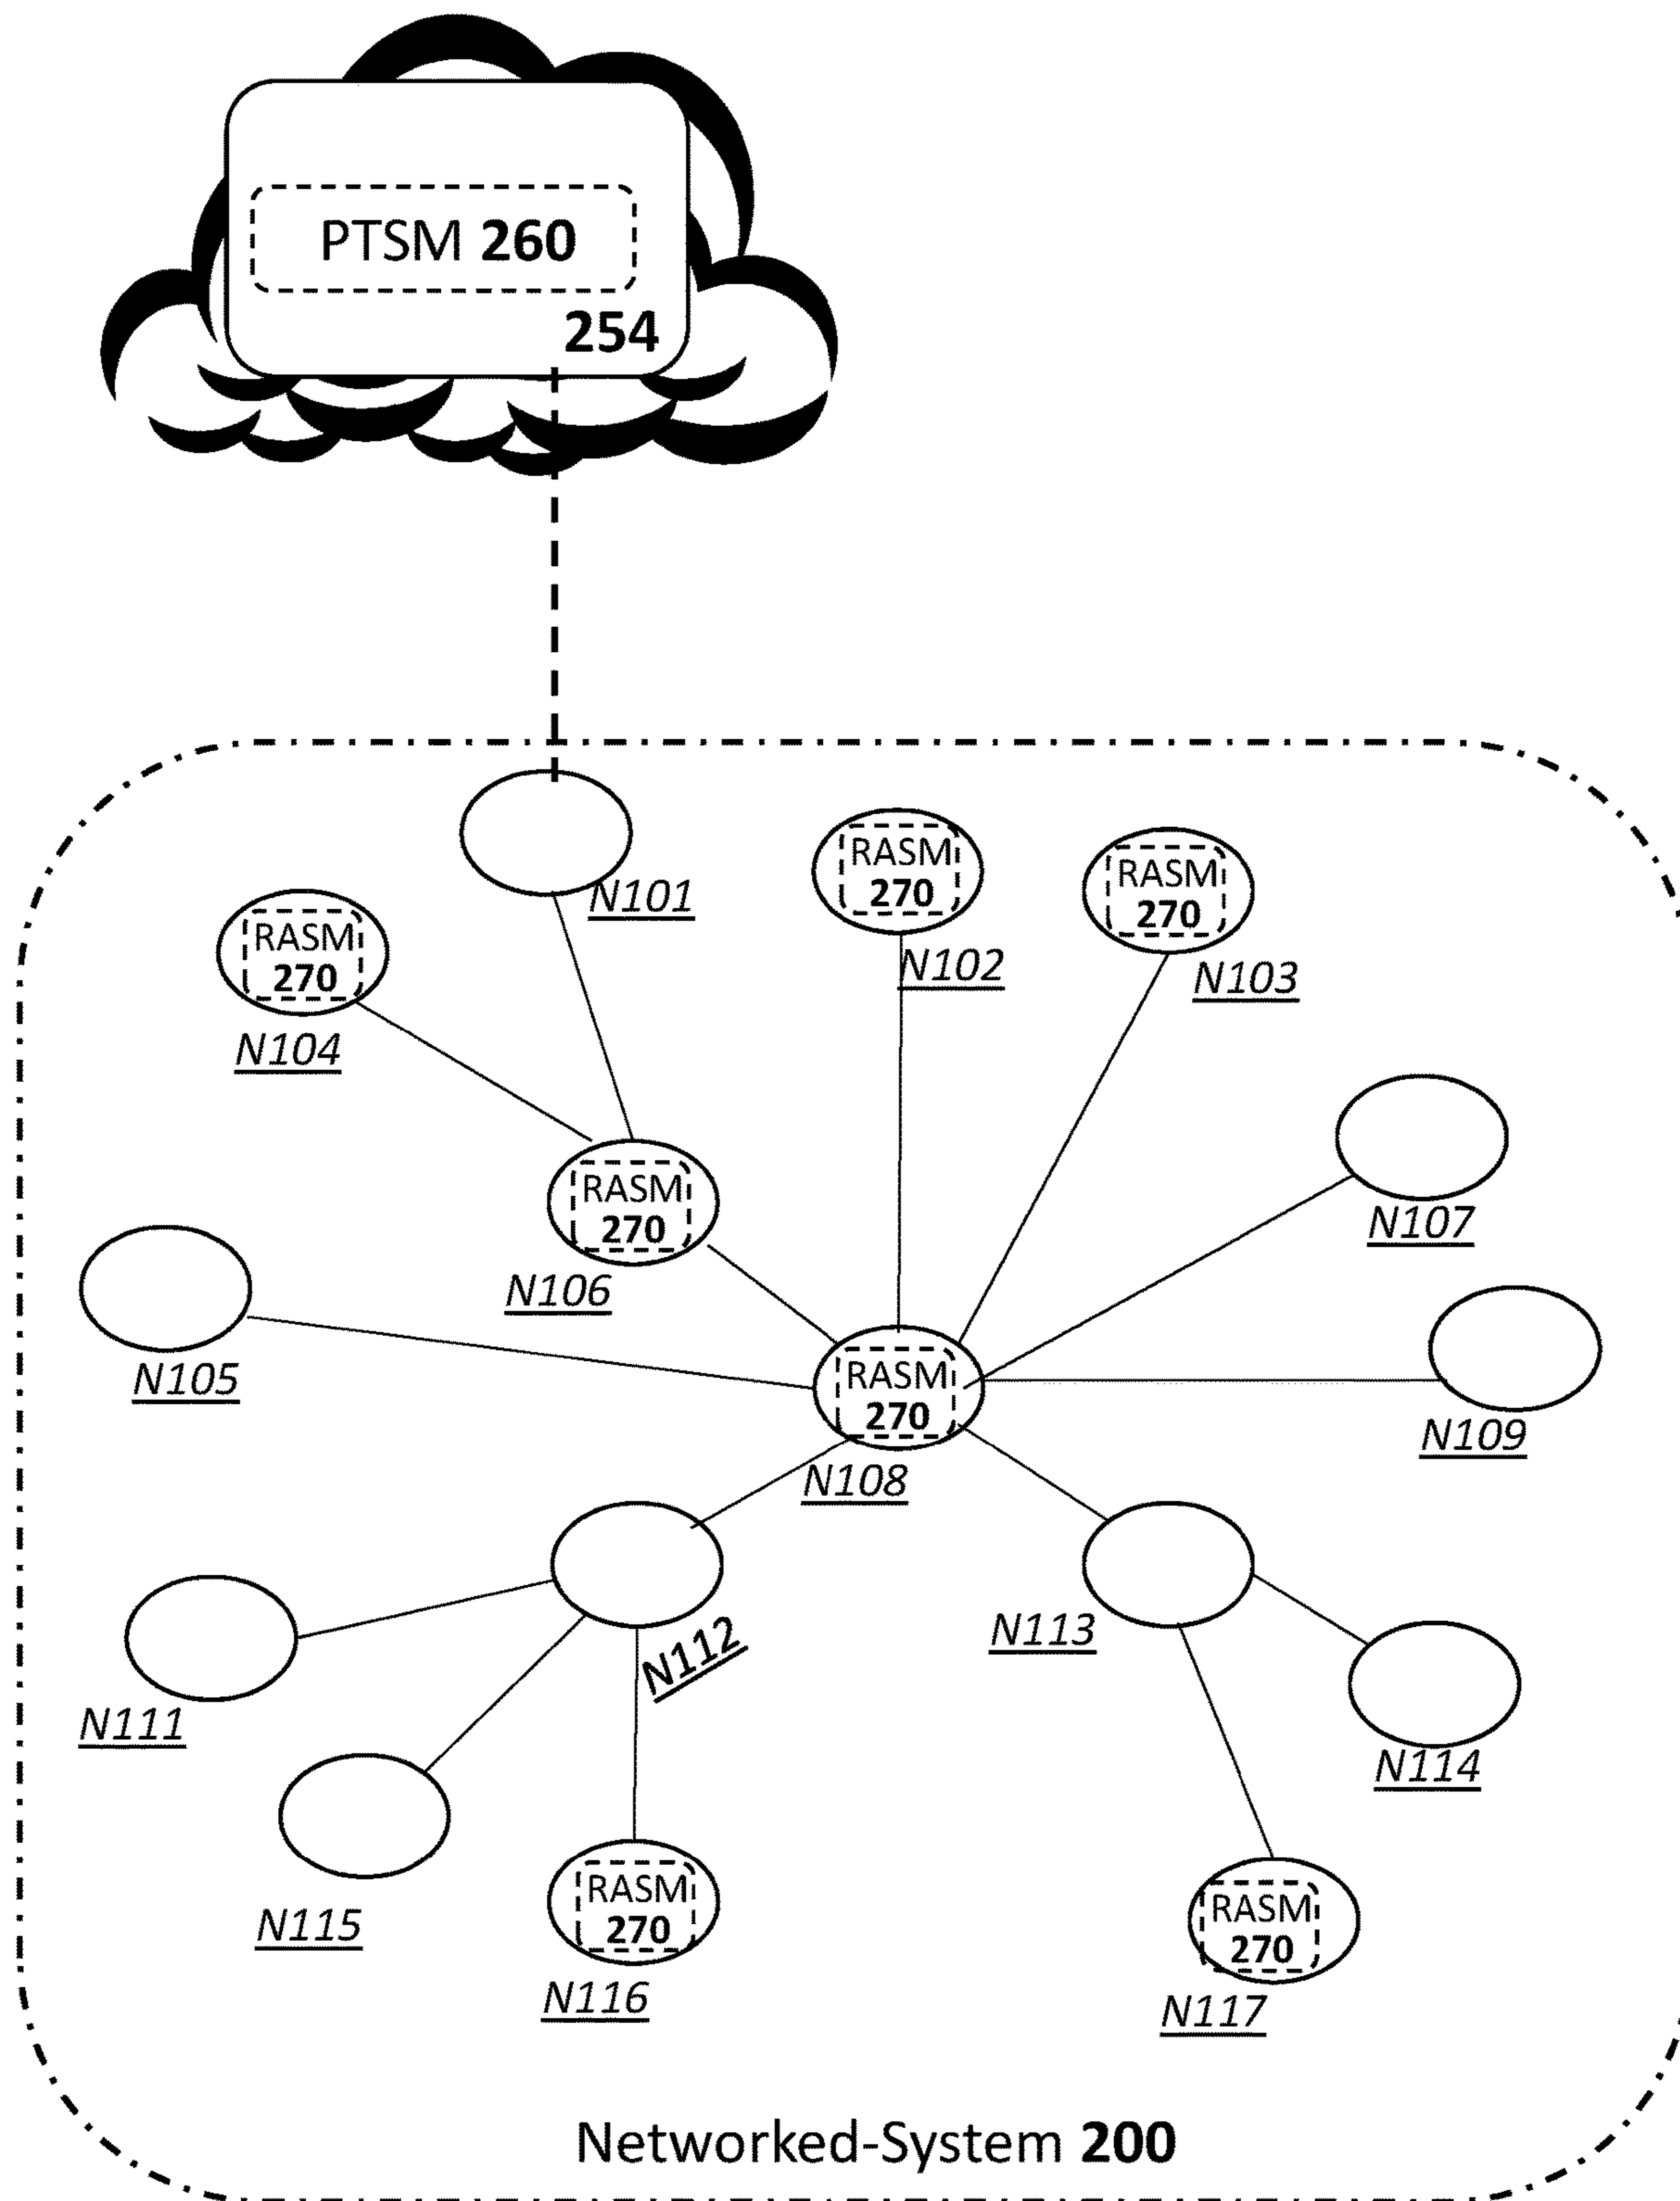 PTSM 260
254
N101
RASM
270
N102
RASM
270
N103
RASM
270
N104
RASM
270
N106
N107
N105
RASM
270
N108
N109
N112
N113
N111
N114
N115
RASM
270
N116
RASM
270
N117
Networked-System 200